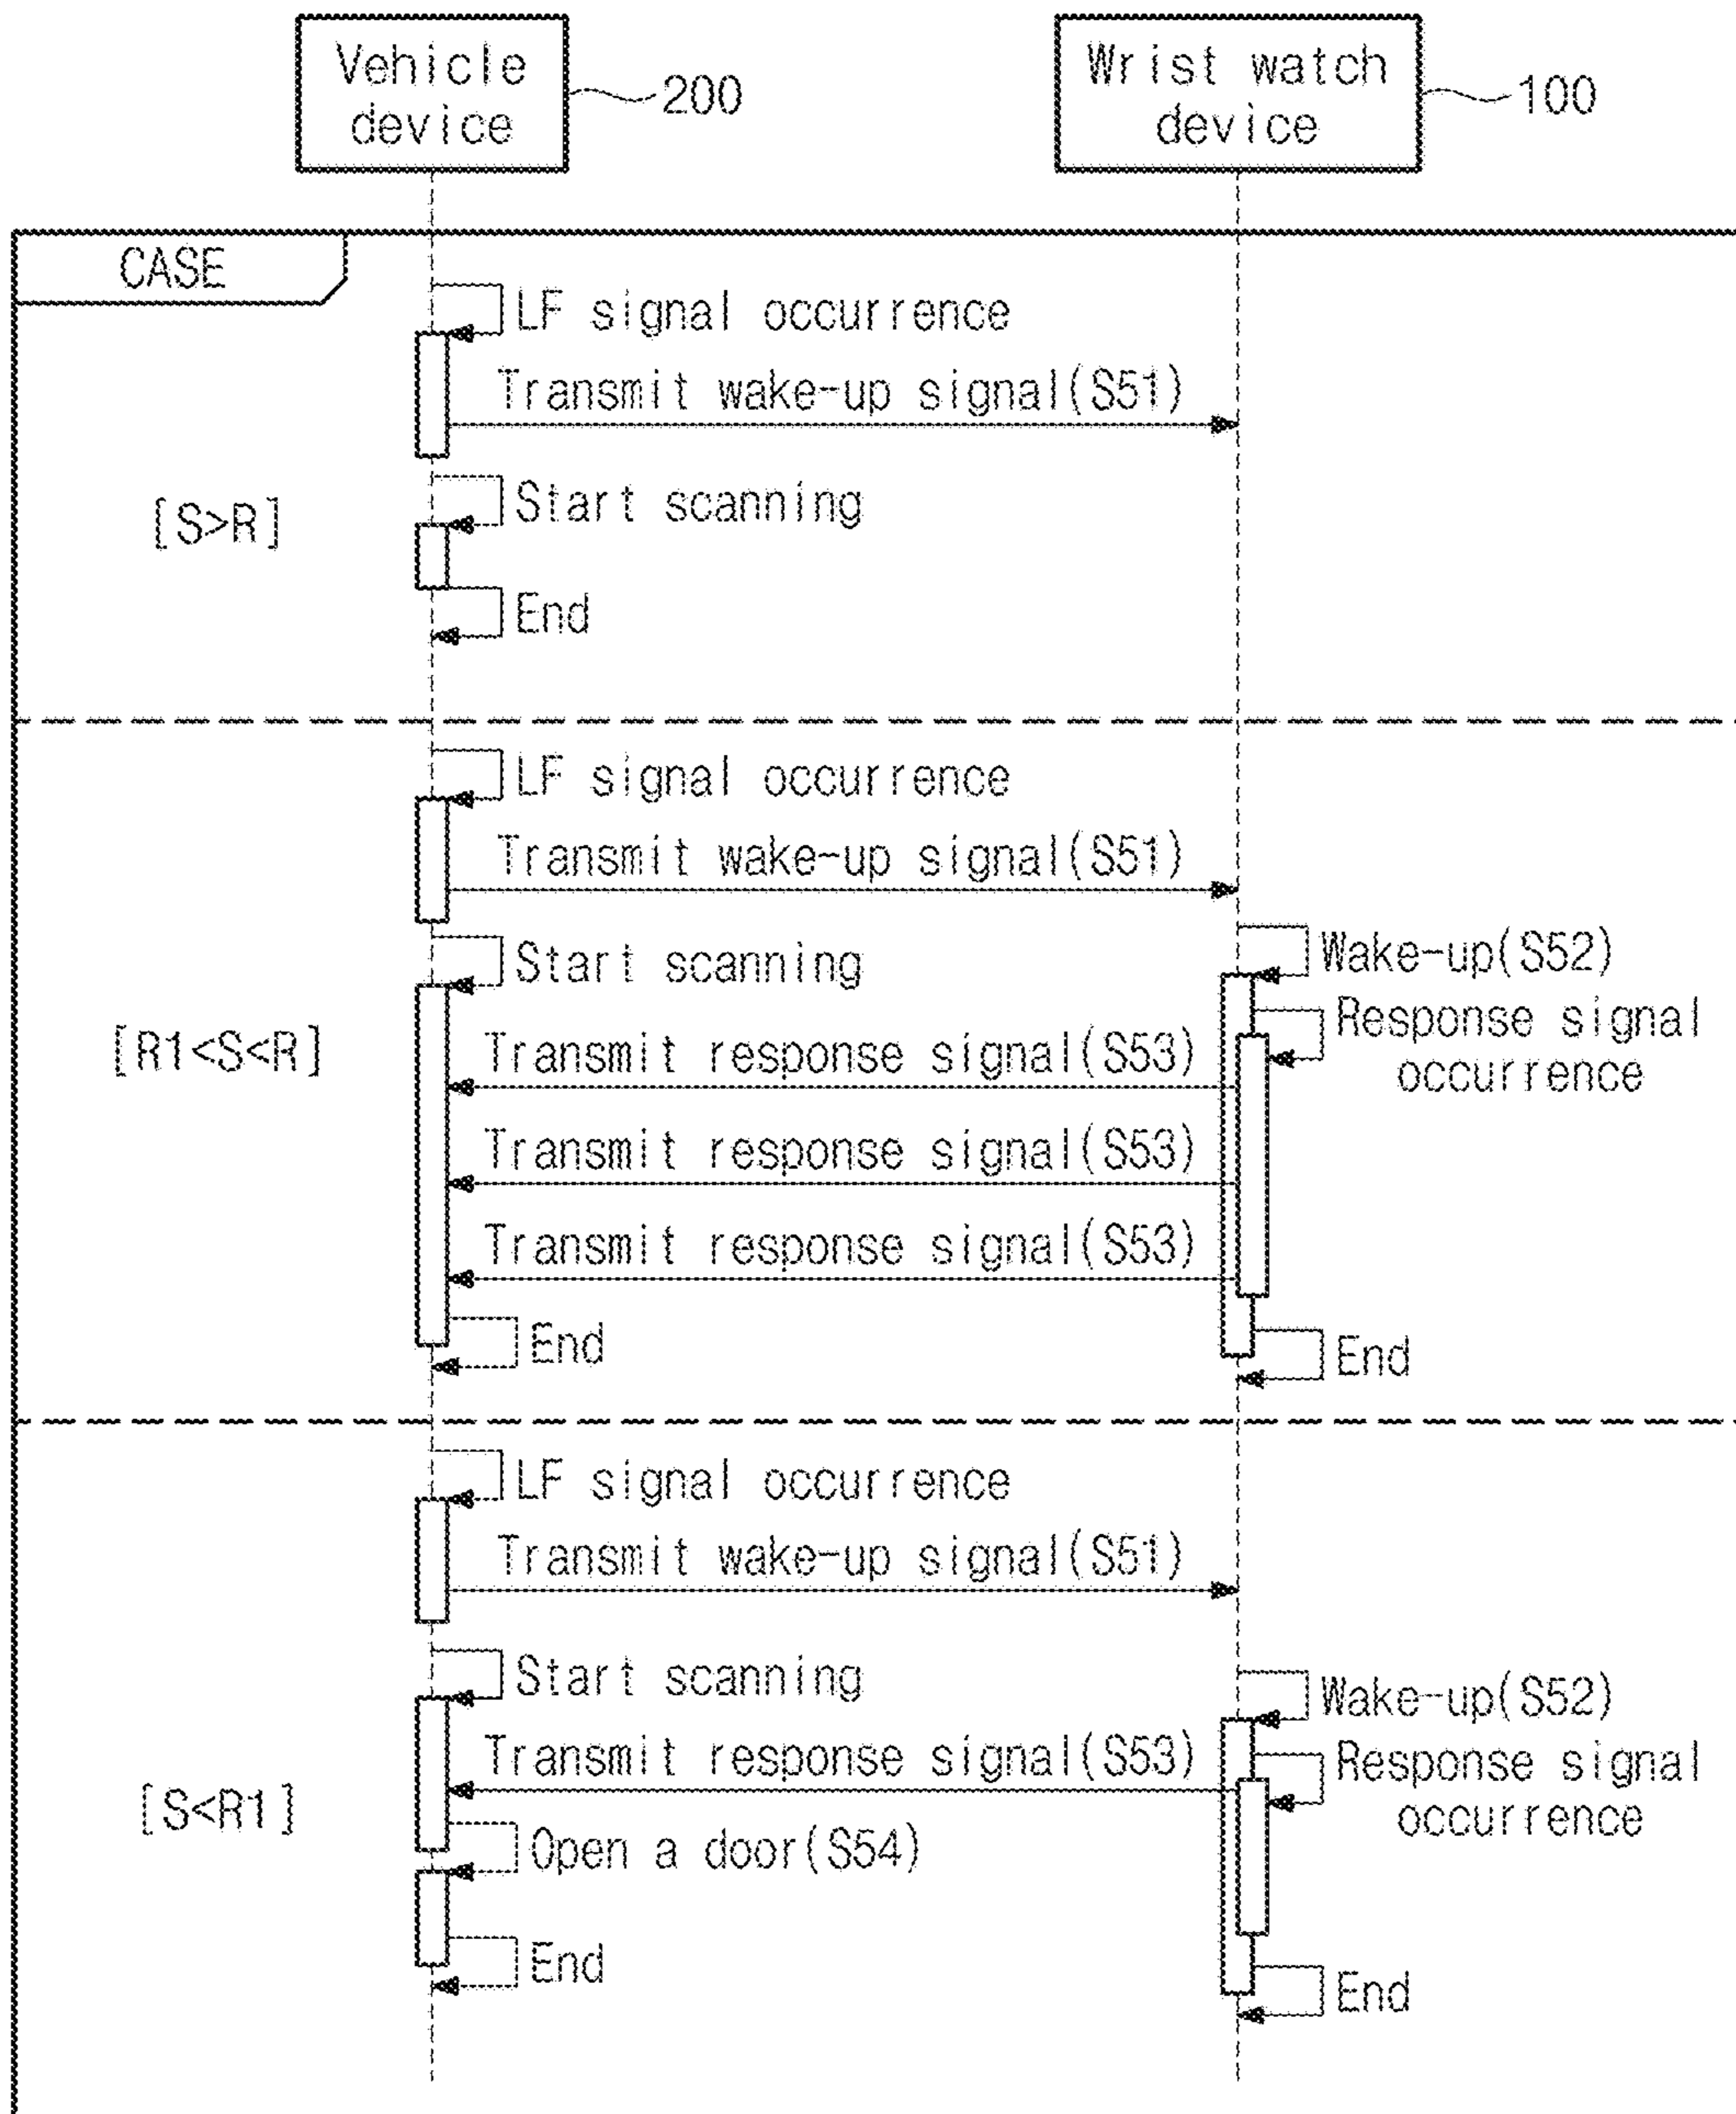 Vehicle
device
200
Wrist watch
device
100
CASE
LF signal occurrence
Transmit wake-up signal(S51)
Start scanning
[S>R]
End
LF signal occurrence
Transmit wake-up signal(S51)
Start scanning
Wake-up(S52)
[R1<S<R]
Response signal
occurrence
Transmit response signal(S53)
Transmit response signal(S53)
Transmit response signal(S53)
End
End
LF signal occurrence
Transmit wake-up signal(S51)
Start scanning
Wake-up(S52)
Transmit response signal(S53)
Response signal
occurrence
[S<R1]
Open a door(S54)
End
End